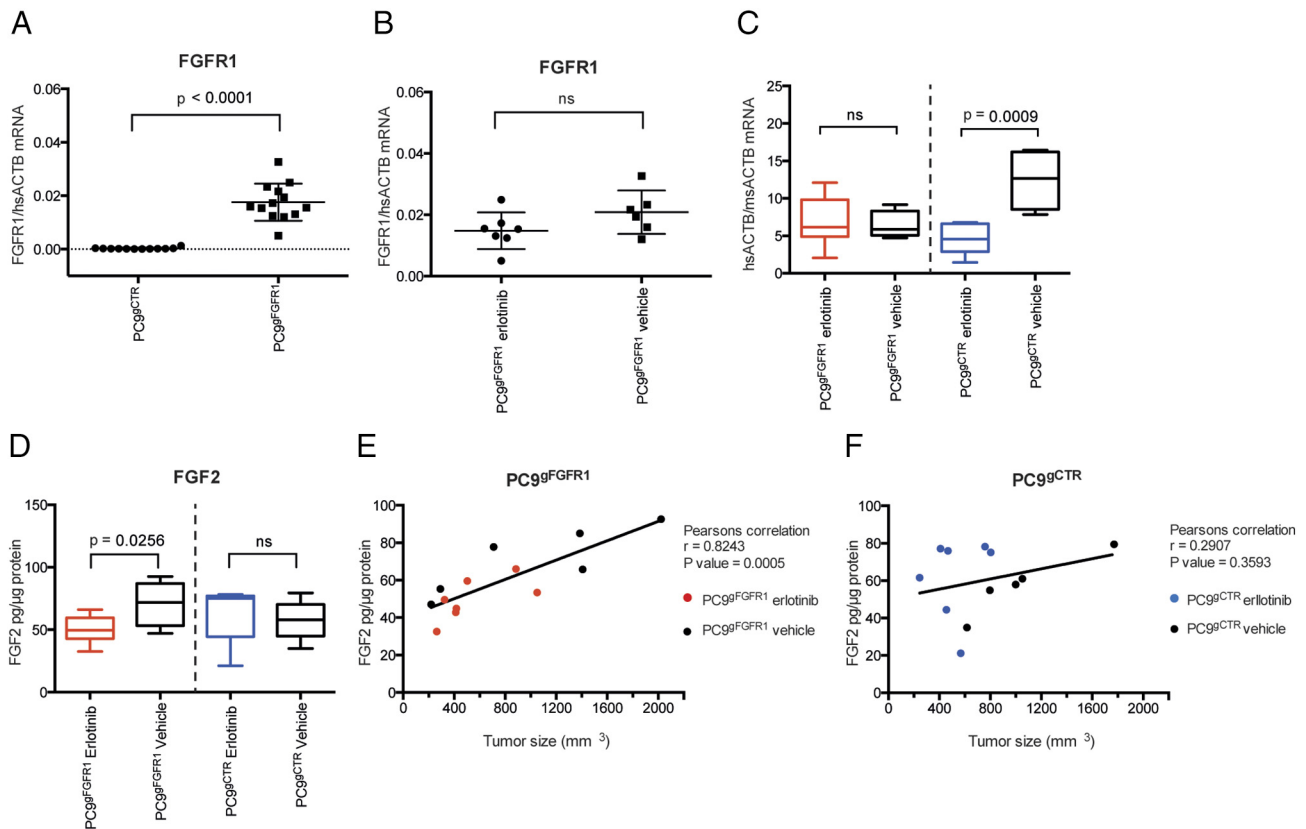 A
FGFR1
FGFR1/hsACTB mRNA
0.06
0.04
0.02
0.00
p < 0.0001
PC9gCTR
PC9gFGFR1
B
FGFR1
FGFR1/hsACTB mRNA
0.06
0.04
0.02
0.00
ns
PC9gFGFR1 erlotinib
PC9gFGFR1 vehicle
C
hsACTB/msACTB mRNA
25
20
15
10
5
0
ns
p = 0.0009
PC9gFGFR1 erlotinib
PC9gFGFR1 vehicle
PC9gCTR erlotinib
PC9gCTR vehicle
D
FGF2
FGF2 pg/µg protein
150
100
50
0
p = 0.0256
ns
PC9gFGFR1 Erlotinib
PC9gFGFR1 Vehicle
PC9gCTR Erlotinib
PC9gCTR Vehicle
E
PC9gFGFR1
FGF2 pg/µg protein
100
80
60
40
20
0
0 400 800 1200 1600 2000
Tumor size (mm 3)
Pearsons correlation
r = 0.8243
P value = 0.0005
PC9gFGFR1 erlotinib
PC9gFGFR1 vehicle
F
PC9gCTR
FGF2 pg/µg protein
100
80
60
40
20
0
0 400 800 1200 1600 2000
Tumor size (mm 3)
Pearsons correlation
r = 0.2907
P value = 0.3593
PC9gCTR erllotinib
PC9gCTR vehicle